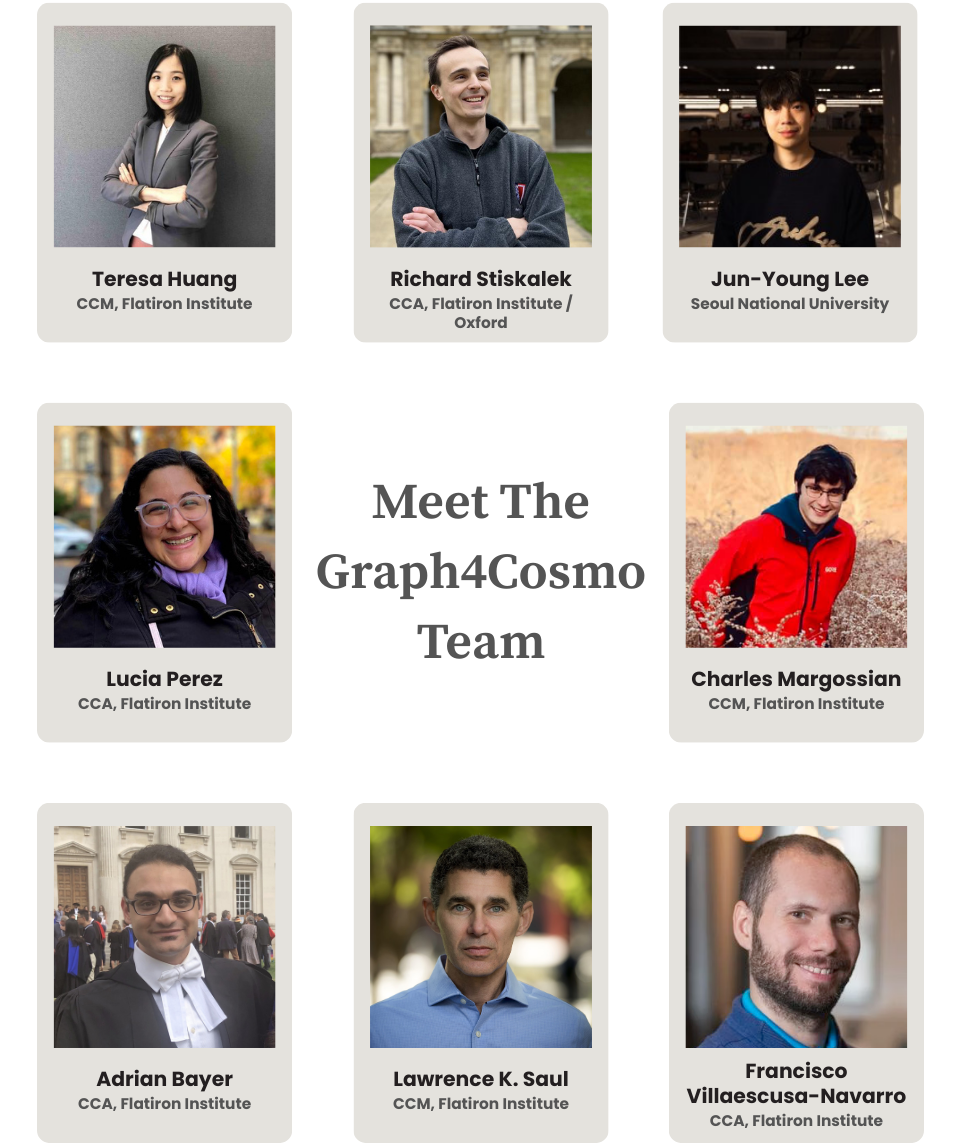 Teresa Huang
CCM, Flatiron Institute
Richard Stiskalek
CCA, Flatiron Institute /
Oxford
Jun-Young Lee
Seoul National University
Lucia Perez
CCA, Flatiron Institute
Meet The
Graph4Cosmo
Team
Charles Margossian
CCM, Flatiron Institute
Adrian Bayer
CCA, Flatiron Institute
Lawrence K. Saul
CCM, Flatiron Institute
Francisco
Villaescusa-Navarro
CCA, Flatiron Institute